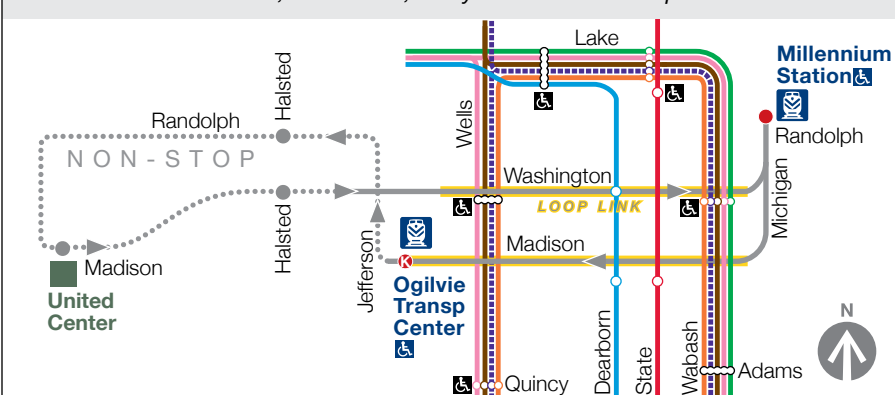 Lake
Halsted
Millennium
Station
Randolph
Wells
Randolph
NON-STOP
Washington
LOOP LINK
Michigan
Halsted
Jefferson
Madison
Madison
K
United
Center
Ogilvie
Transp
Center
N
Dearborn
State
Wabash
Adams
Quincy